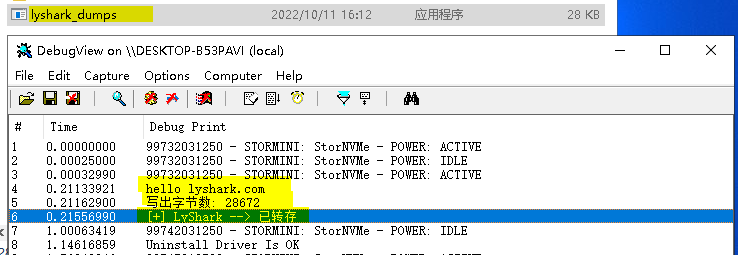 lyshark_dumps 2022/10/11 16:12 应用程序 28 KB
DebugView on \\DESKTOP-B53PAVI (local)
File Edit Capture Options Computer Help
# Time Debug Print
1 0.00000000 99732031250 - STORMINI: StorNVMe - POWER: ACTIVE
2 0.00025000 99732031250 - STORMINI: StorNVMe - POWER: IDLE
3 0.00032990 99732031250 - STORMINI: StorNVMe - POWER: ACTIVE
4 0.21133921 hello lyshark.com
5 0.21162900 写出字节数: 28672
6 0.21556990 [+] LyShark --> 已转存
7 1.00063419 99742031250 - STORMINI: StorNVMe - POWER: IDLE
8 1.14616859 Uninstall Driver Is OK